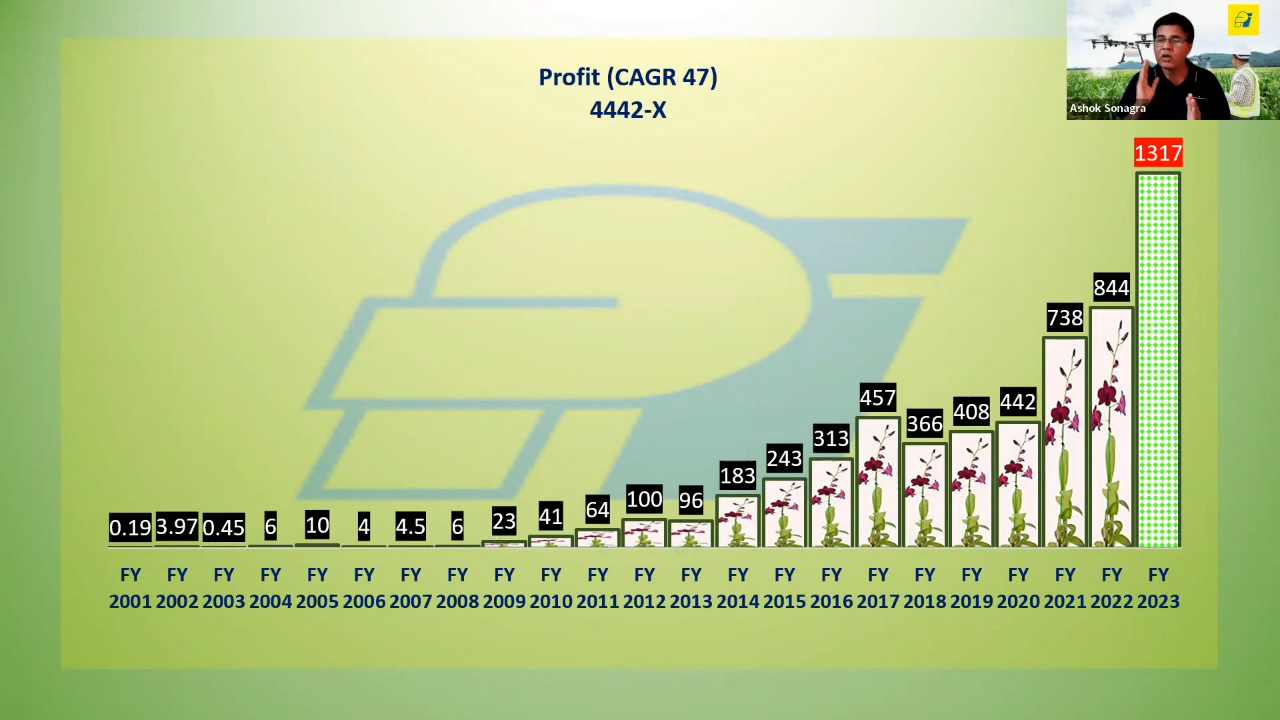 Profit (CAGR 47)
4442-X
Ashok Sonagra
1317
844
738
457
442
408
366
313
243
183
100
96
64
41
23
0.19 3.97 0.45 6 10 4 4.5 6
FY FY FY FY FY FY FY FY FY FY FY FY FY FY FY FY FY FY FY FY FY FY FY
2001 2002 2003 2004 2005 2006 2007 2008 2009 2010 2011 2012 2013 2014 2015 2016 2017 2018 2019 2020 2021 2022 2023